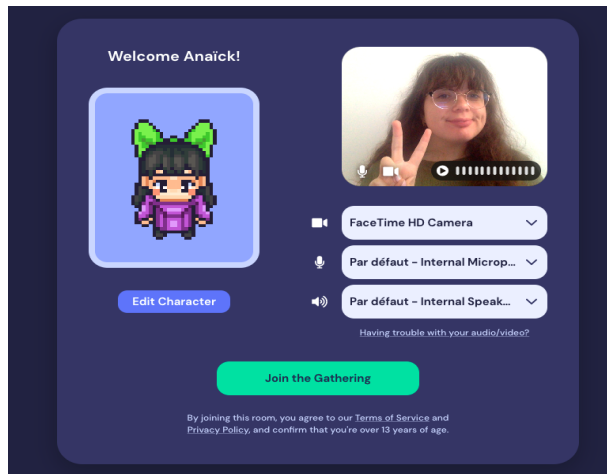 Welcome Anaïck!
Edit Character
FaceTime HD Camera
Par défaut - Internal Microp...
Par défaut - Internal Speak...
Having trouble with your audio/video?
Join the Gathering
By joining this room, you agree to our Terms of Service and
Privacy Policy, and confirm that you're over 13 years of age.